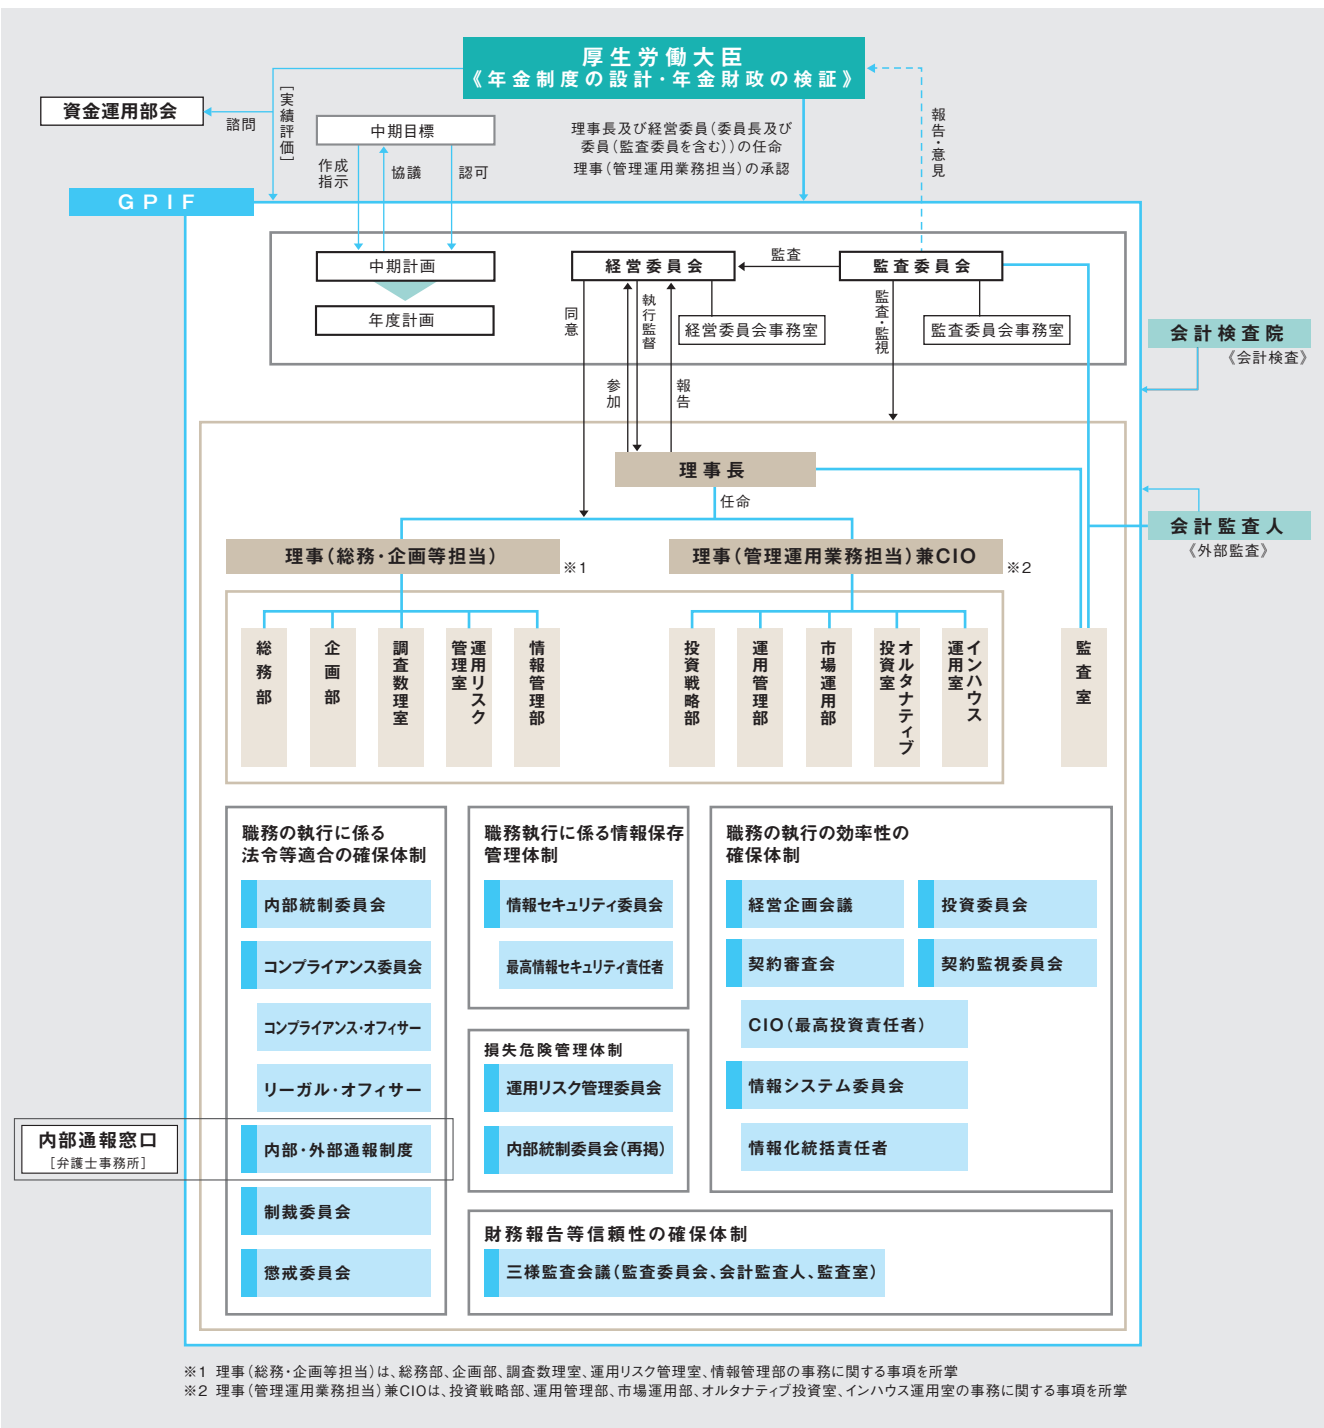 厚生労働大臣
《年金制度の設計・年金財政の検証》
資金運用部会
諮問
［実績評価］
中期目標
作成
指示
協議
認可
理事長及び経営委員（委員長及び
委員（監査委員を含む））の任命
理事（管理運用業務担当）の承認
報告・意見
GPIF
中期計画
年度計画
経営委員会
監査
監査委員会
経営委員会事務室
監査委員会事務室
同意
執行監督
監査・監視
参加
報告
会計検査院
《会計検査》
理事長
任命
会計監査人
《外部監査》
理事（総務・企画等担当）
※1
理事（管理運用業務担当）兼CIO
※2
総務部
企画部
調査数理室
運用リスク
管理室
情報管理部
投資戦略部
運用管理部
市場運用部
オルタナティブ
投資室
インハウス
運用室
監査室
職務の執行に係る
法令等適合の確保体制
内部統制委員会
コンプライアンス委員会
コンプライアンス・オフィサー
リーガル・オフィサー
内部・外部通報制度
制裁委員会
懲戒委員会
内部通報窓口
［弁護士事務所］
職務執行に係る情報保存
管理体制
情報セキュリティ委員会
最高情報セキュリティ責任者
損失危険管理体制
運用リスク管理委員会
内部統制委員会（再掲）
職務の執行の効率性の
確保体制
経営企画会議
投資委員会
契約審査会
契約監視委員会
CIO（最高投資責任者）
情報システム委員会
情報化統括責任者
財務報告等信頼性の確保体制
三様監査会議（監査委員会、会計監査人、監査室）
※1 理事（総務・企画等担当）は、総務部、企画部、調査数理室、運用リスク管理室、情報管理部の事務に関する事項を所掌
※2 理事（管理運用業務担当）兼CIOは、投資戦略部、運用管理部、市場運用部、オルタナティブ投資室、インハウス運用室の事務に関する事項を所掌